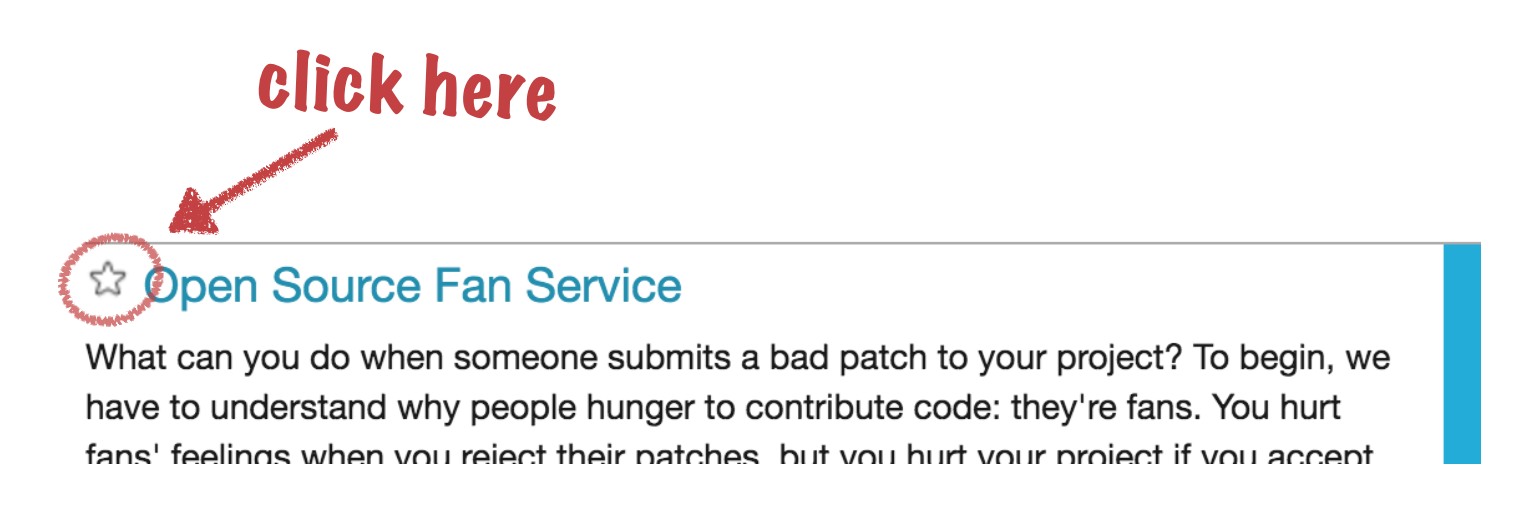 click here
Open Source Fan Service
What can you do when someone submits a bad patch to your project? To begin, we
have to understand why people hunger to contribute code: they're fans. You hurt
fans' feelings when you reject their patches, but you hurt your project if you accept